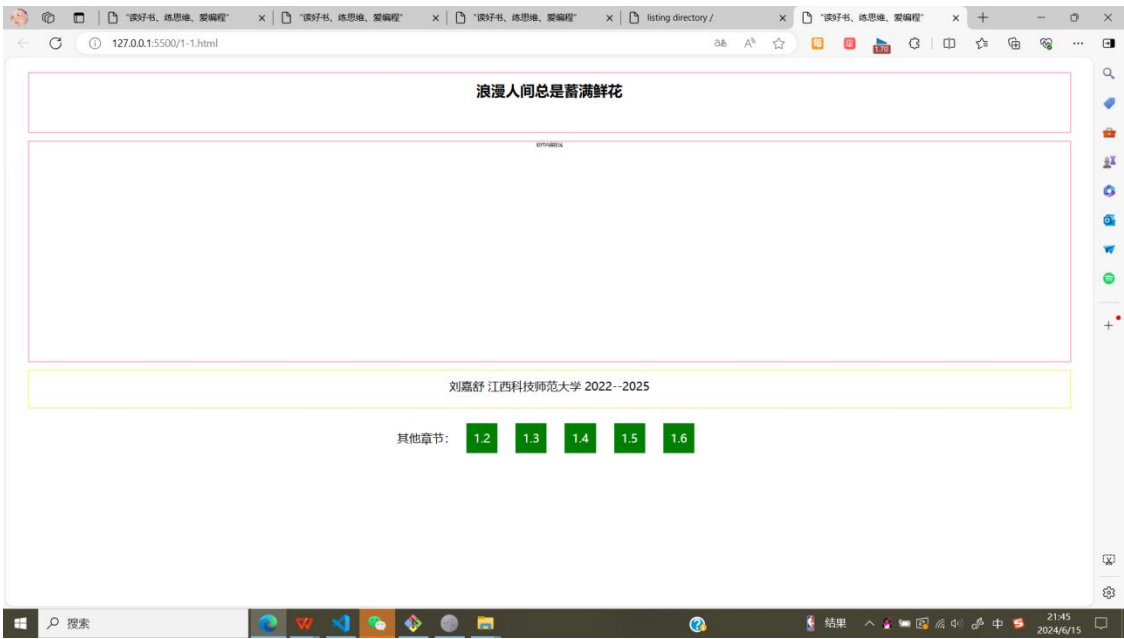 "读好书、练思维、爱编程"
"读好书、练思维、爱编程"
"读好书、练思维、爱编程"
listing directory /
"读好书、练思维、爱编程"
127.0.0.1:5500/1-1.html
1.70
浪漫人间总是蓄满鲜花
刘嘉舒 江西科技师范大学 2022--2025
其他章节：
1.2
1.3
1.4
1.5
1.6
搜索
结果
中
21:45
2024/6/15